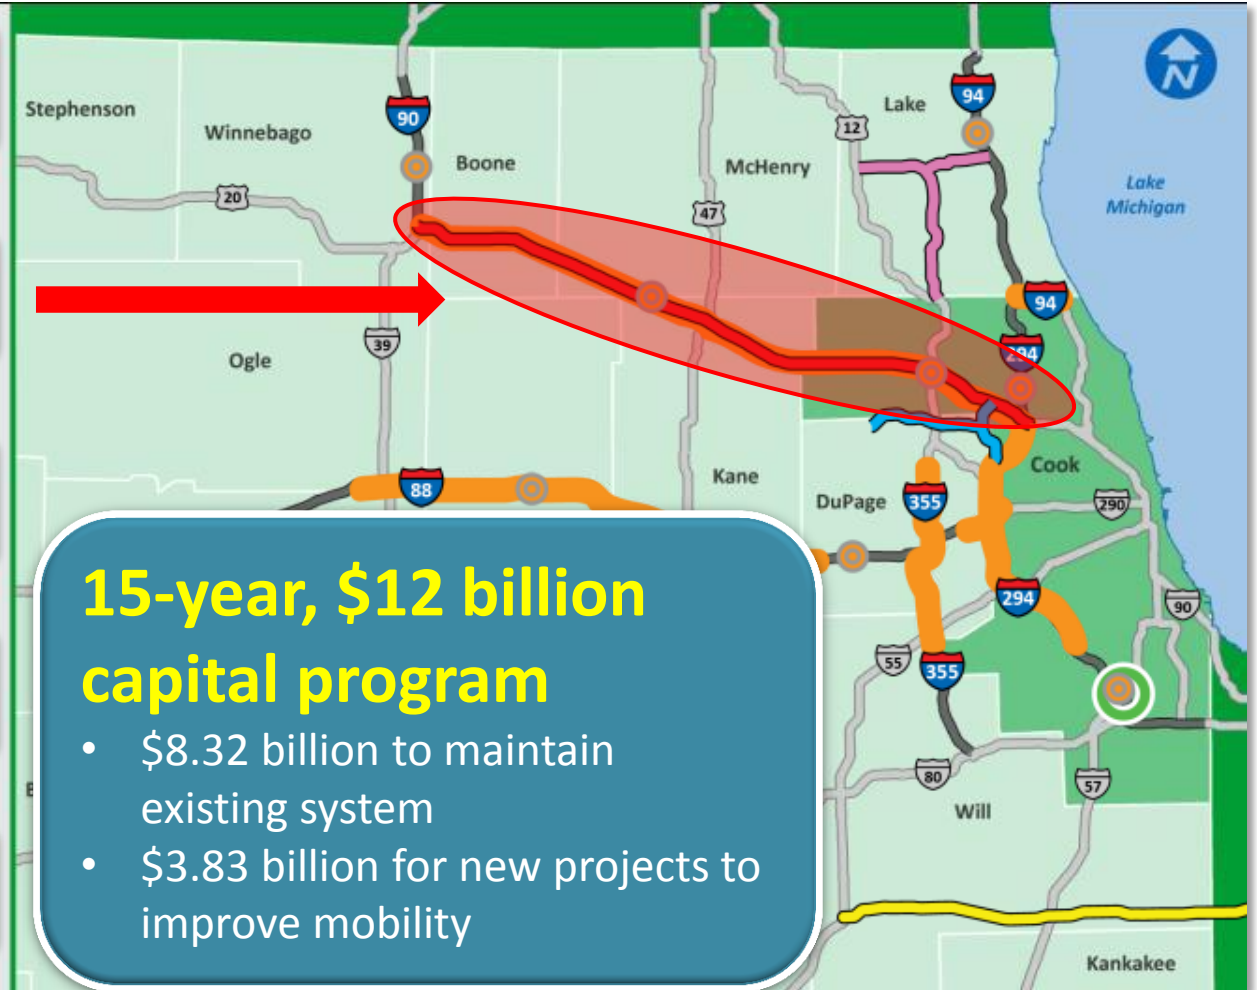 Stephenson
Winnebago
90
Boone
McHenry
Lake
94
N
12
20
47
Lake
Michigan
94
39
294
Ogle
88
Kane
DuPage
355
Cook
290
294
90
55
355
80
57
Will
Kankakee
15-year, $12 billion
capital program
• $8.32 billion to maintain
existing system
• $3.83 billion for new projects to
improve mobility